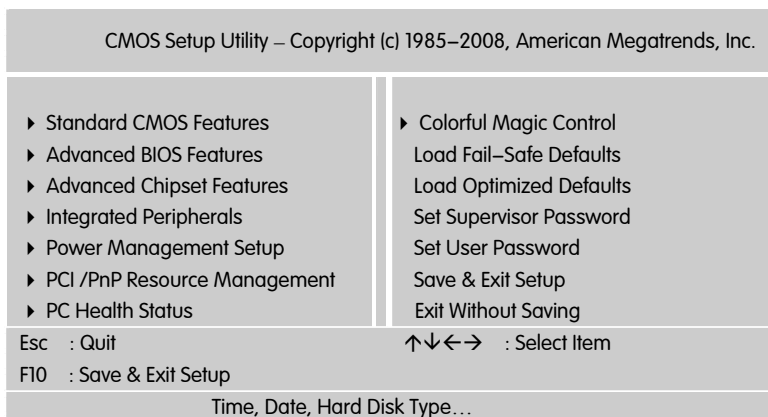 CMOS Setup Utility – Copyright (c) 1985–2008, American Megatrends, Inc.
▸ Standard CMOS Features
▸ Advanced BIOS Features
▸ Advanced Chipset Features
▸ Integrated Peripherals
▸ Power Management Setup
▸ PCI /PnP Resource Management
▸ PC Health Status
▸ Colorful Magic Control
Load Fail–Safe Defaults
Load Optimized Defaults
Set Supervisor Password
Set User Password
Save & Exit Setup
Exit Without Saving
Esc : Quit
↑↓←→ : Select Item
F10 : Save & Exit Setup
Time, Date, Hard Disk Type…